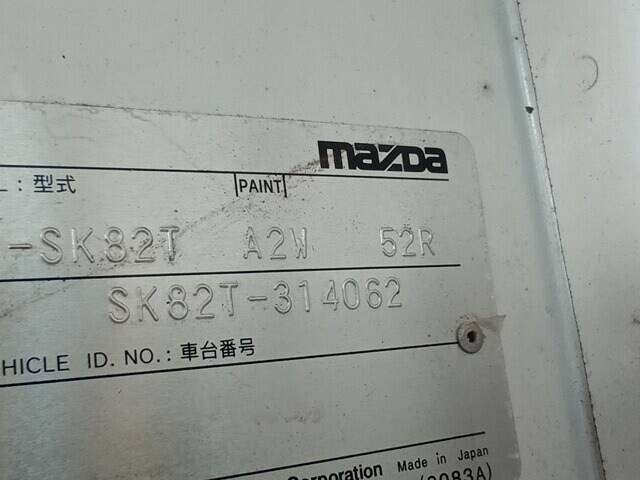 mazda
L : 型式 PAINT
-SK82T A2W 52R
SK82T-314062
EHICLE ID. NO. : 車台番号
Corporation Made in Japan